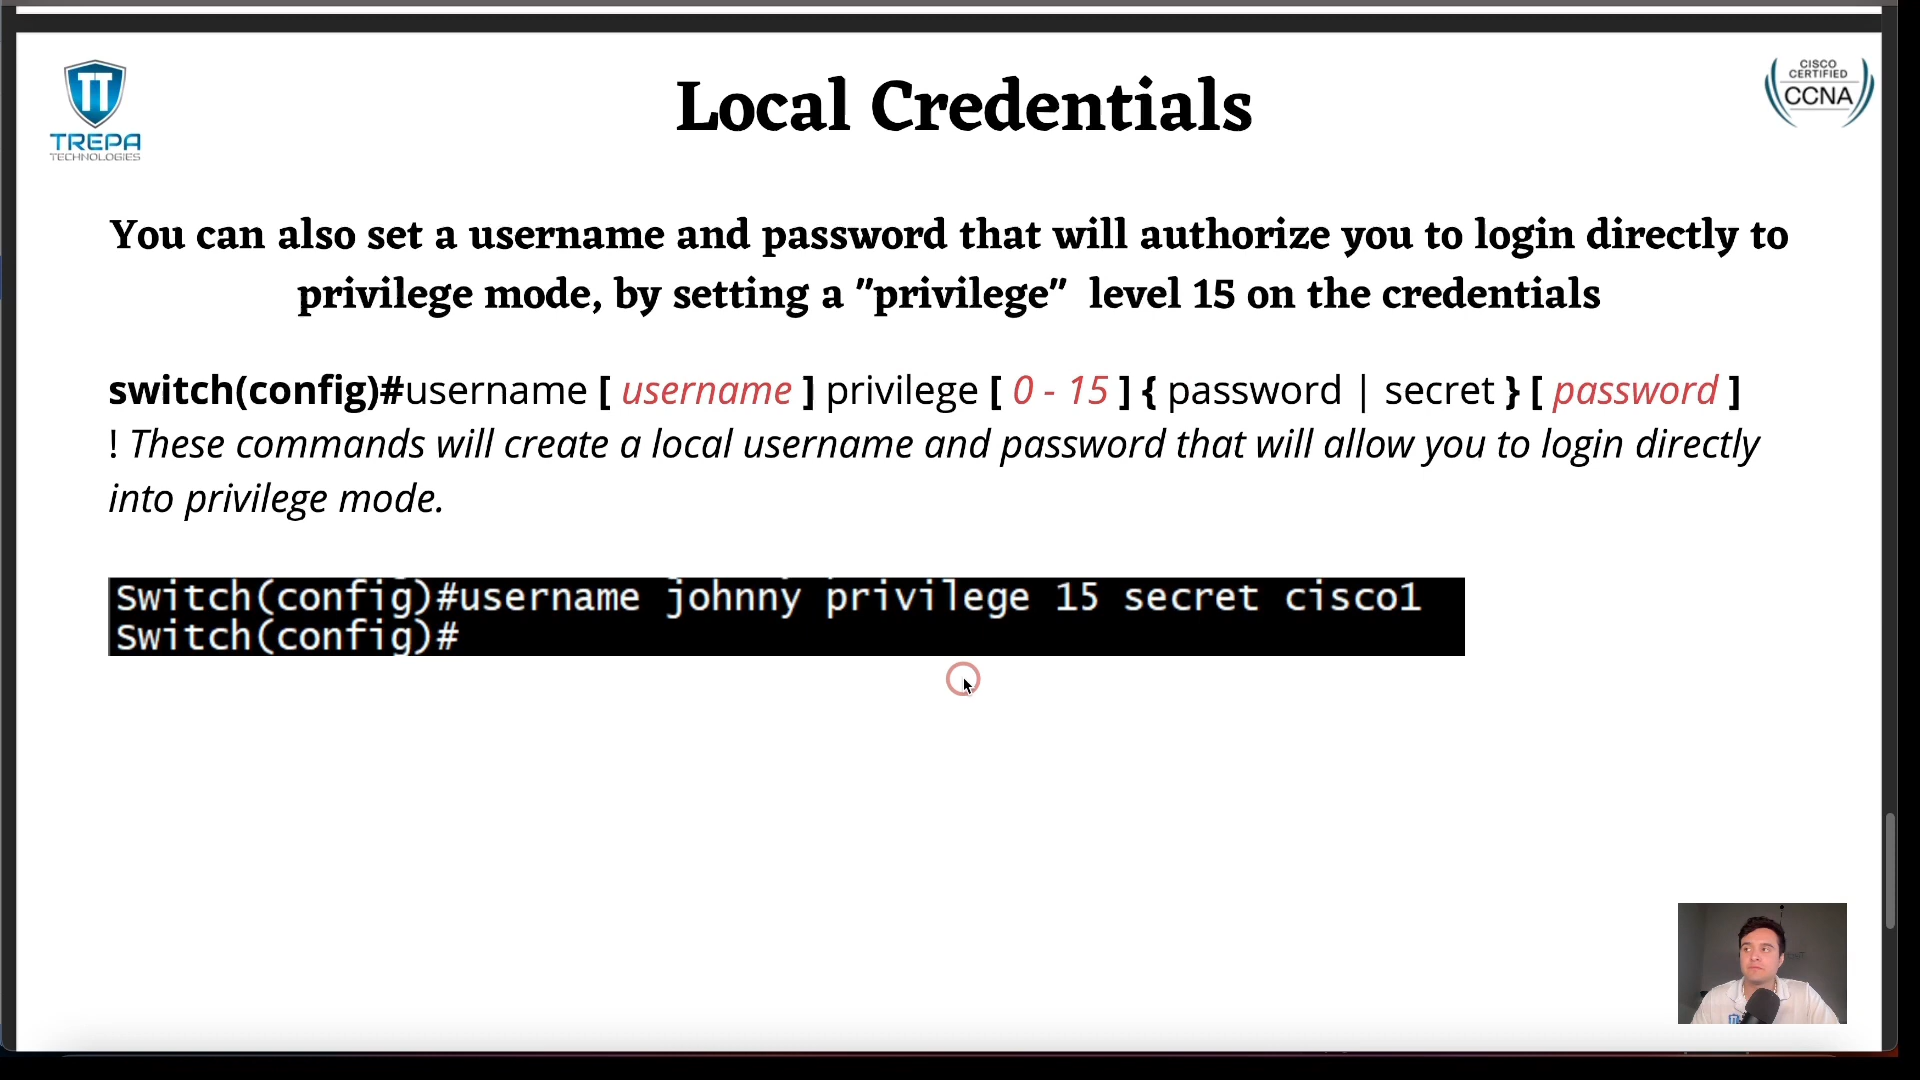 TREPA
TECHNOLOGIES
Local Credentials
CISCO
CERTIFIED
CCNA
You can also set a username and password that will authorize you to login directly to
privilege mode, by setting a "privilege" level 15 on the credentials
switch(config)#username [ username ] privilege [ 0 - 15 ] { password | secret } [ password ]
! These commands will create a local username and password that will allow you to login directly
into privilege mode.
Switch(config)#username johnny privilege 15 secret cisco1
Switch(config)#